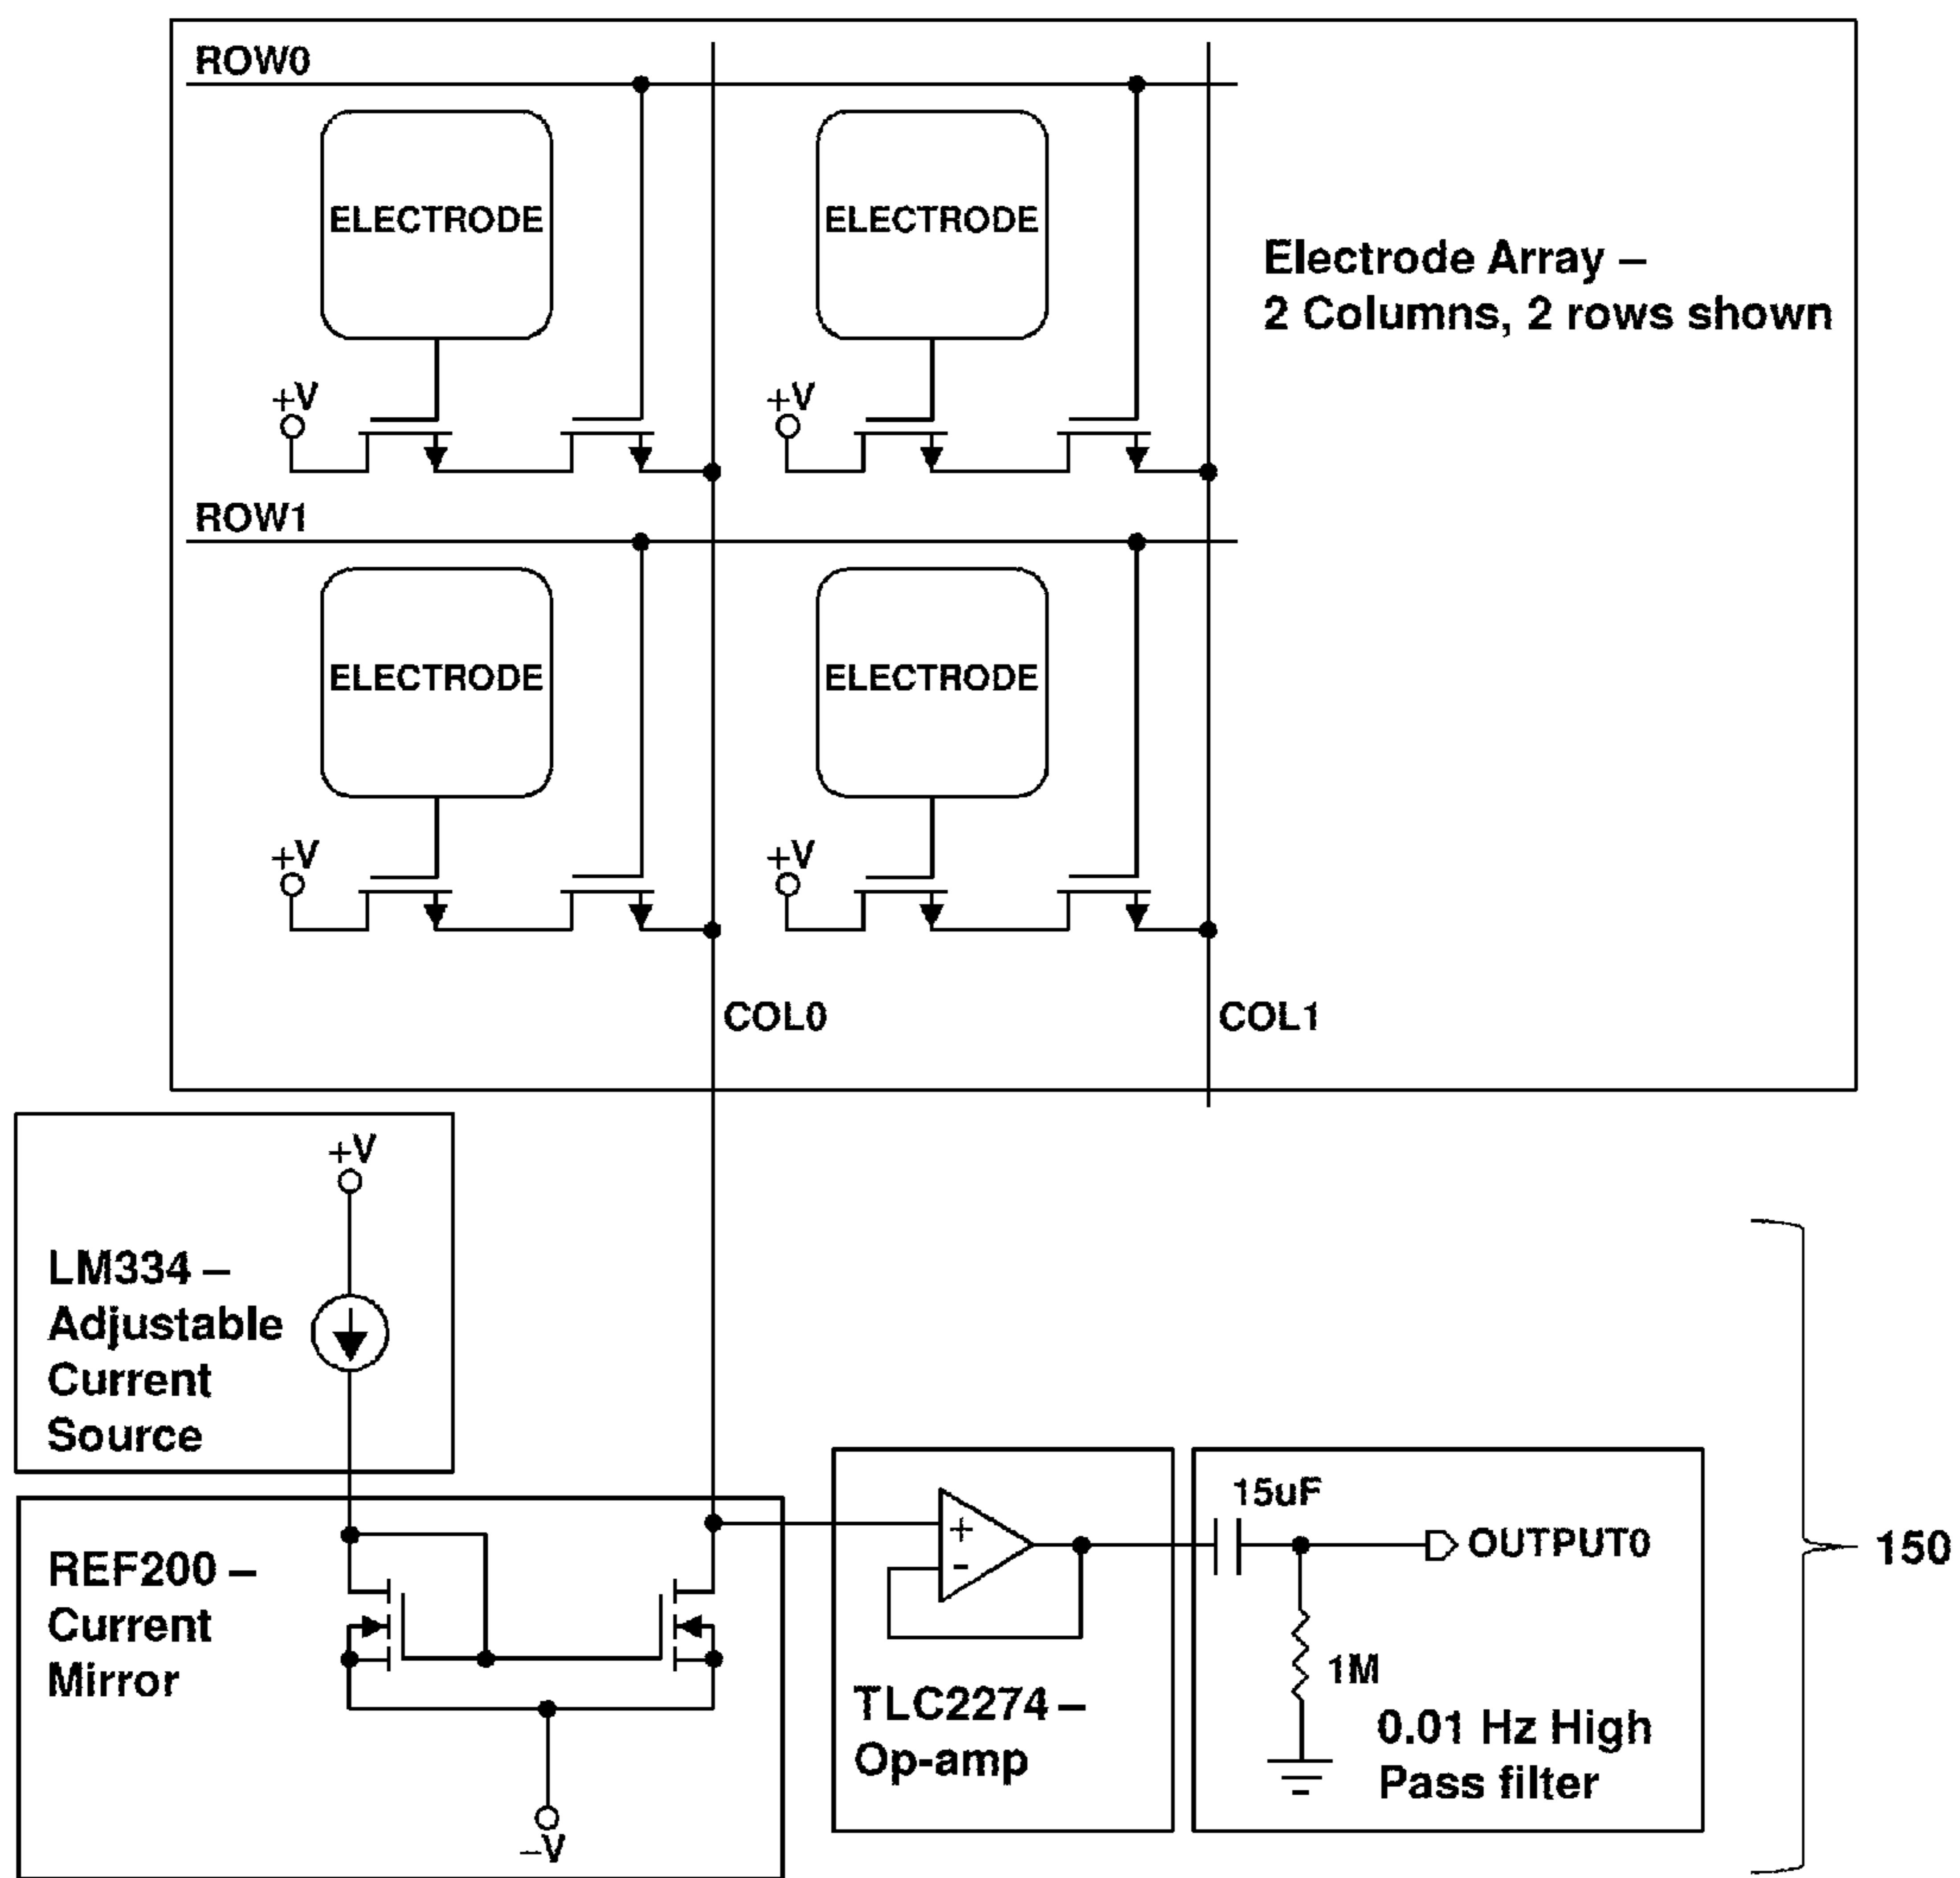 ROW0
ELECTRODE
ELECTRODE
Electrode Array –
2 Columns, 2 rows shown
+V
+V
ROW1
ELECTRODE
ELECTRODE
+V
+V
COL0
COL1
+V
LM334 –
Adjustable
Current
Source
REF200 –
Current
Mirror
–V
+
-
TLC2274 –
Op-amp
15uF
OUTPUT0
1M
0.01 Hz High
Pass filter
150